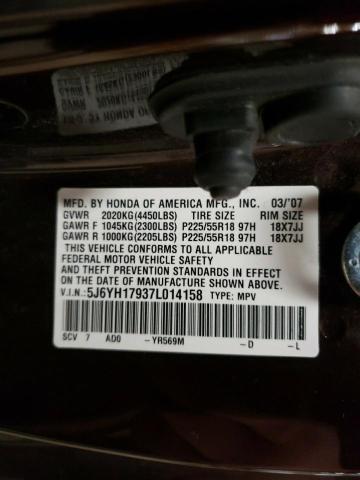 MFD. BY HONDA OF AMERICA MFG., INC. 03/'07
GVWR 2020KG(4450LBS) TIRE SIZE RIM SIZE
GAWR F 1045KG(2300LBS) P225/55R18 97H 18X7JJ
GAWR R 1000KG(2205LBS) P225/55R18 97H 18X7JJ
THIS VEHICLE CONFORMS TO ALL APPLICABLE
FEDERAL MOTOR VEHICLE SAFETY
AND THEFT PREVENTION STANDARDS IN EFFECT
ON THE DATE OF MANUFACTURE SHOWN ABOVE.
V.I.N.:5J6YH17937L014158 TYPE: MPV
SCV 7 AD0 -YR569M -D -L